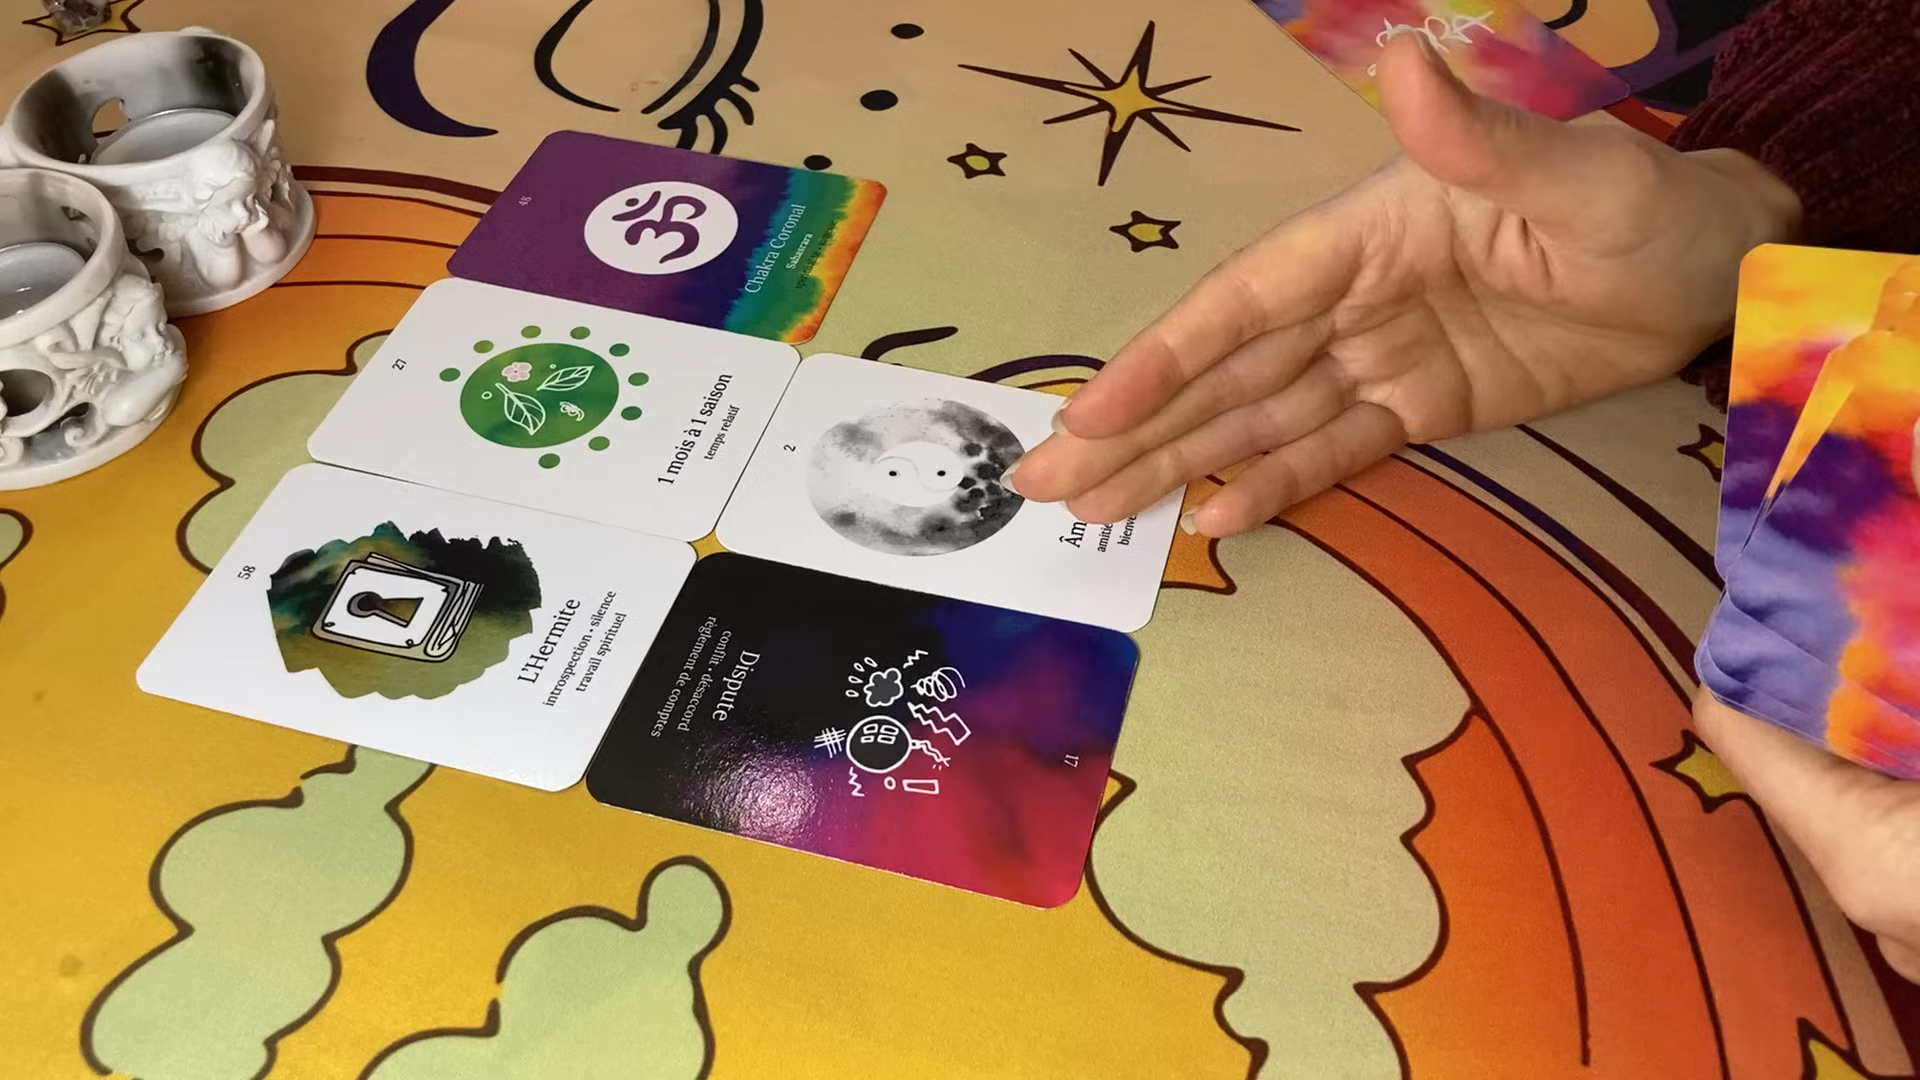 48
Chakra Coronal
Sahasrara
27
1 mois à 1 saison
temps relatif
2
58
L'Hermite
introspection • silence
travail spirituel
Dispute
conflit • désaccord
règlement de comptes
17